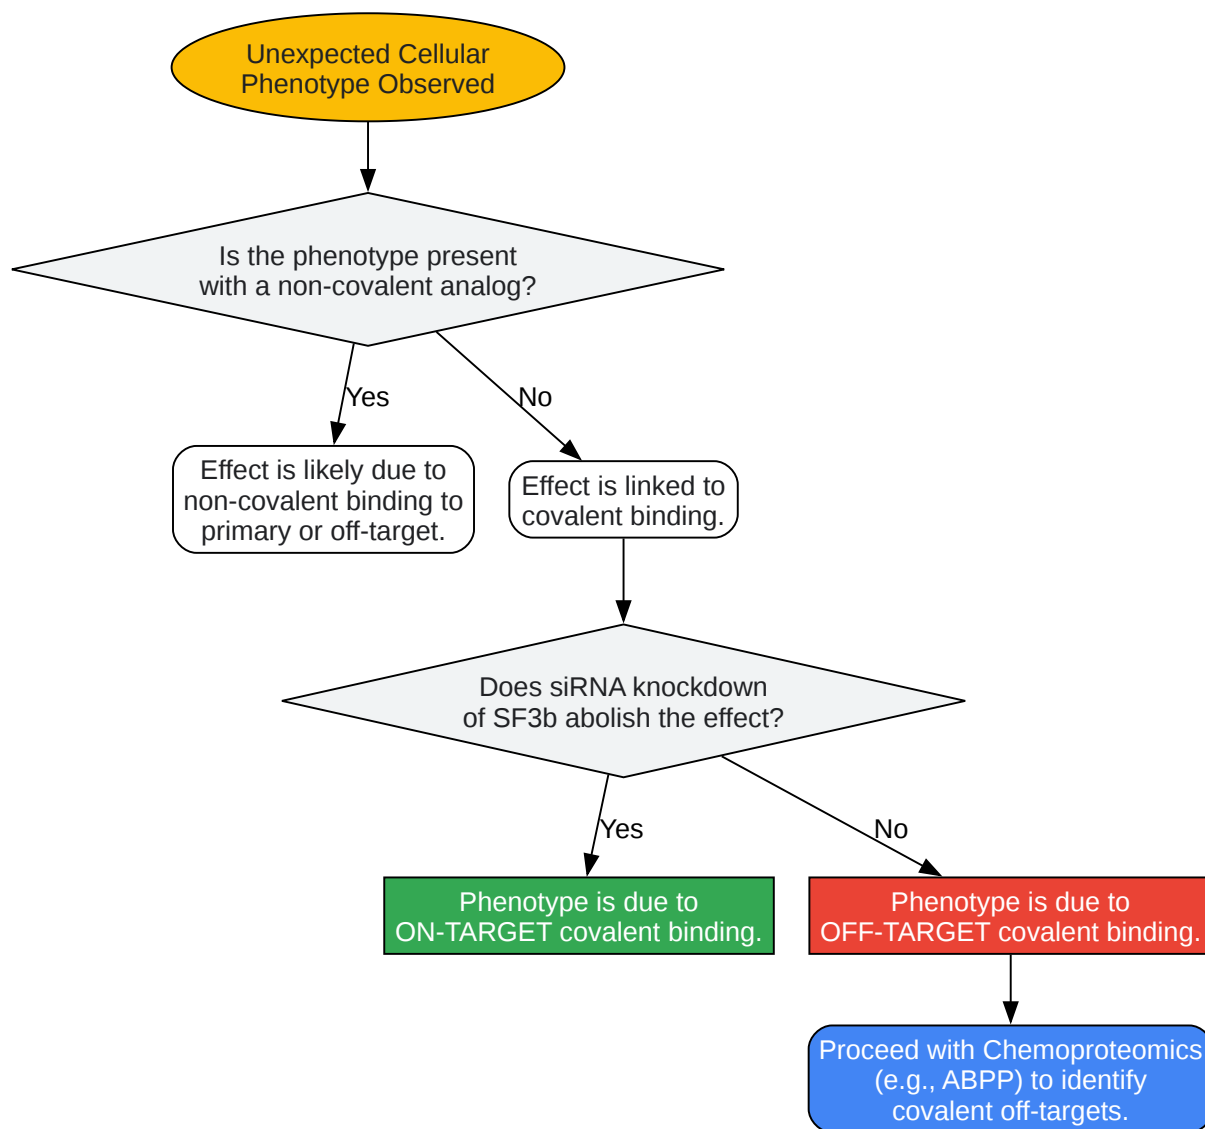 Unexpected Cellular
Phenotype Observed
Is the phenotype present
with a non-covalent analog?
Yes
No
Effect is likely due to
non-covalent binding to
primary or off-target.
Effect is linked to
covalent binding.
Does siRNA knockdown
of SF3b abolish the effect?
Yes
No
Phenotype is due to
ON-TARGET covalent binding.
Phenotype is due to
OFF-TARGET covalent binding.
Proceed with Chemoproteomics
(e.g., ABPP) to identify
covalent off-targets.